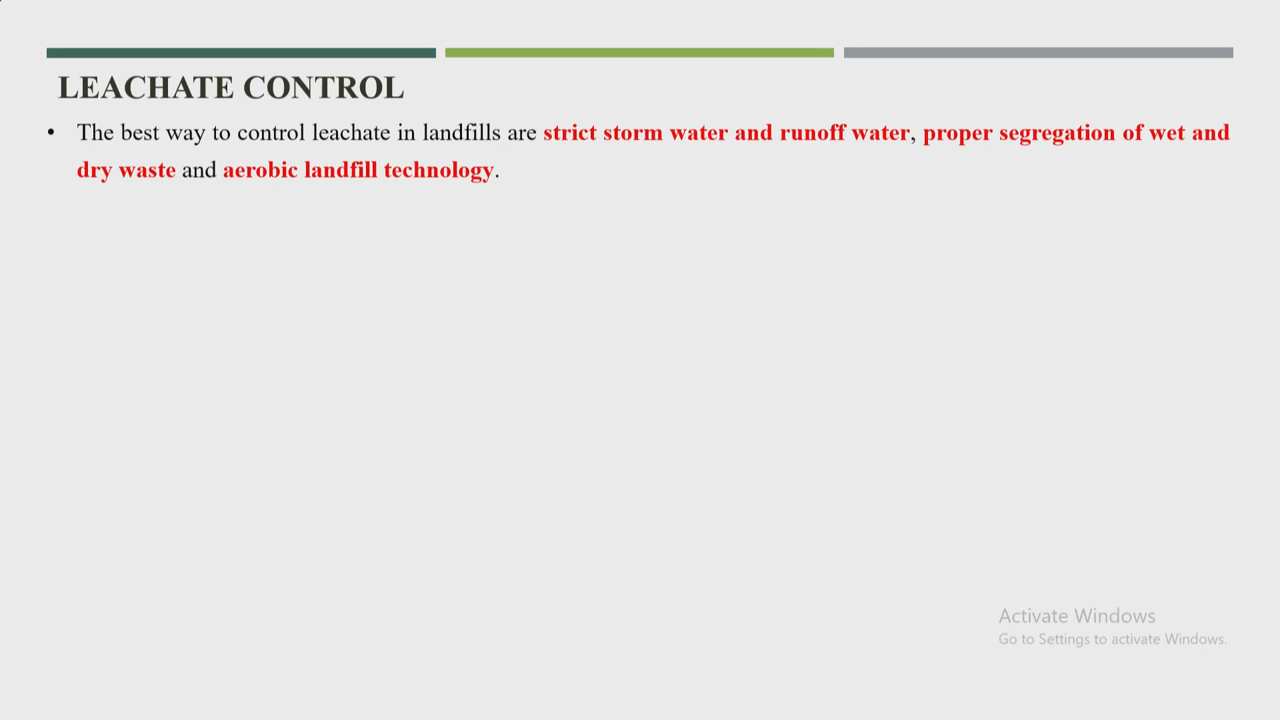 LEACHATE CONTROL
• The best way to control leachate in landfills are strict storm water and runoff water, proper segregation of wet and
dry waste and aerobic landfill technology.
Activate Windows
Go to Settings to activate Windows.